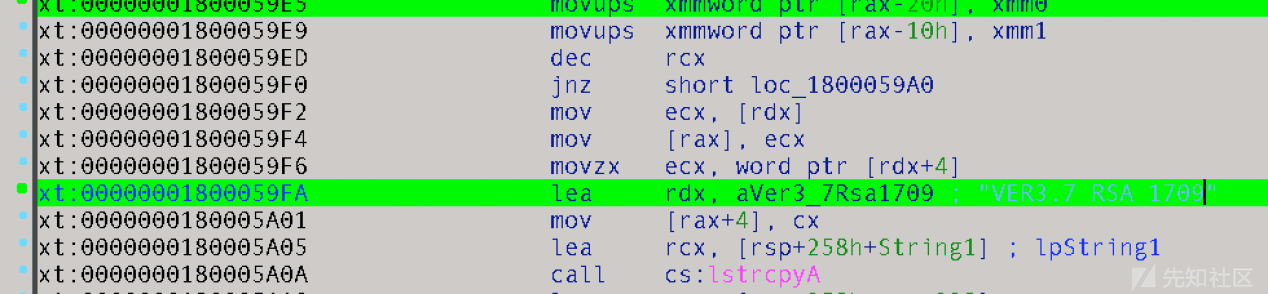 xt:00000001800059E5 movups xmmword ptr [rax-20h], xmm0
xt:00000001800059E9 movups xmmword ptr [rax-10h], xmm1
xt:00000001800059ED dec rcx
xt:00000001800059F0 jnz short loc_1800059A0
xt:00000001800059F2 mov ecx, [rdx]
xt:00000001800059F4 mov [rax], ecx
xt:00000001800059F6 movzx ecx, word ptr [rdx+4]
xt:00000001800059FA lea rdx, aVer3_7Rsa1709 ; "VER3.7 RSA 1709"
xt:0000000180005A01 mov [rax+4], cx
xt:0000000180005A05 lea rcx, [rsp+258h+String1] ; lpString1
xt:0000000180005A0A call cs:lstrcpyA
先知社区